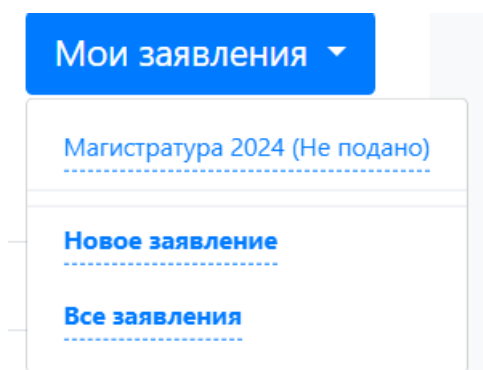 Мои заявления
Магистратура 2024 (Не подано)
Новое заявление
Все заявления